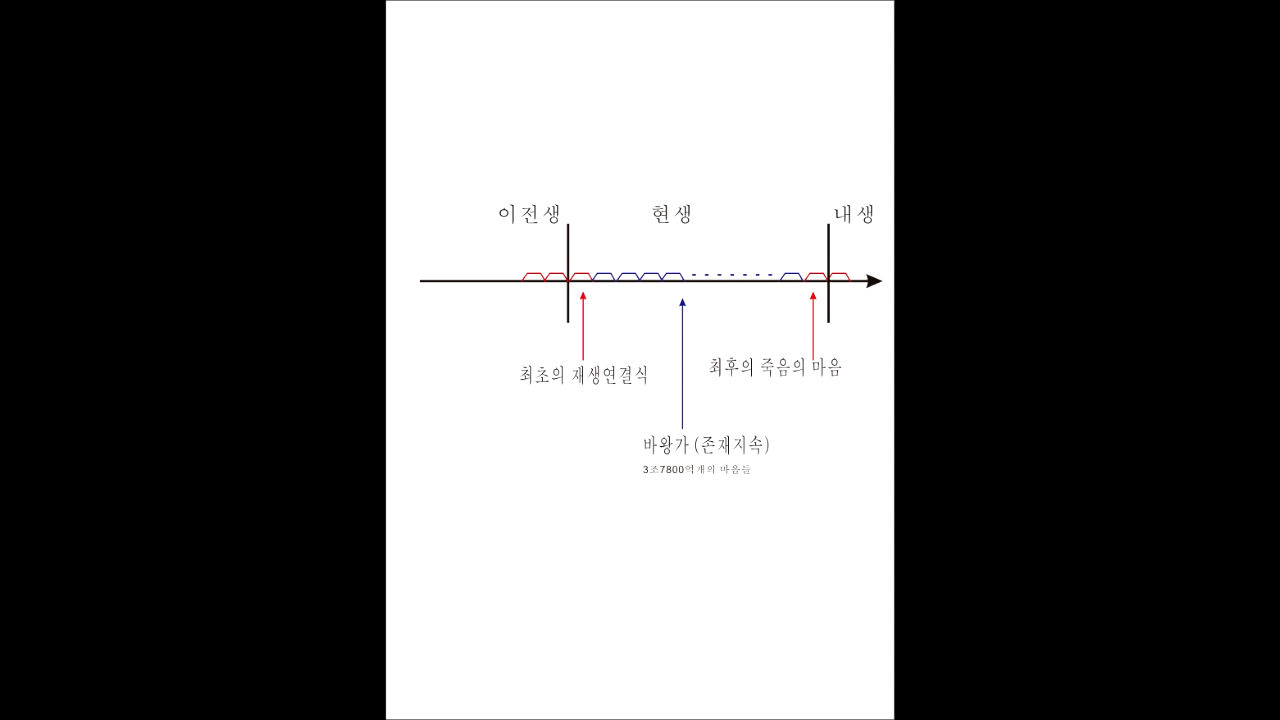 이전생
현생
내생
최초의 재생연결식
최후의 죽음의 마음
바왕가 (존재지속)
3조7800억개의 마음들